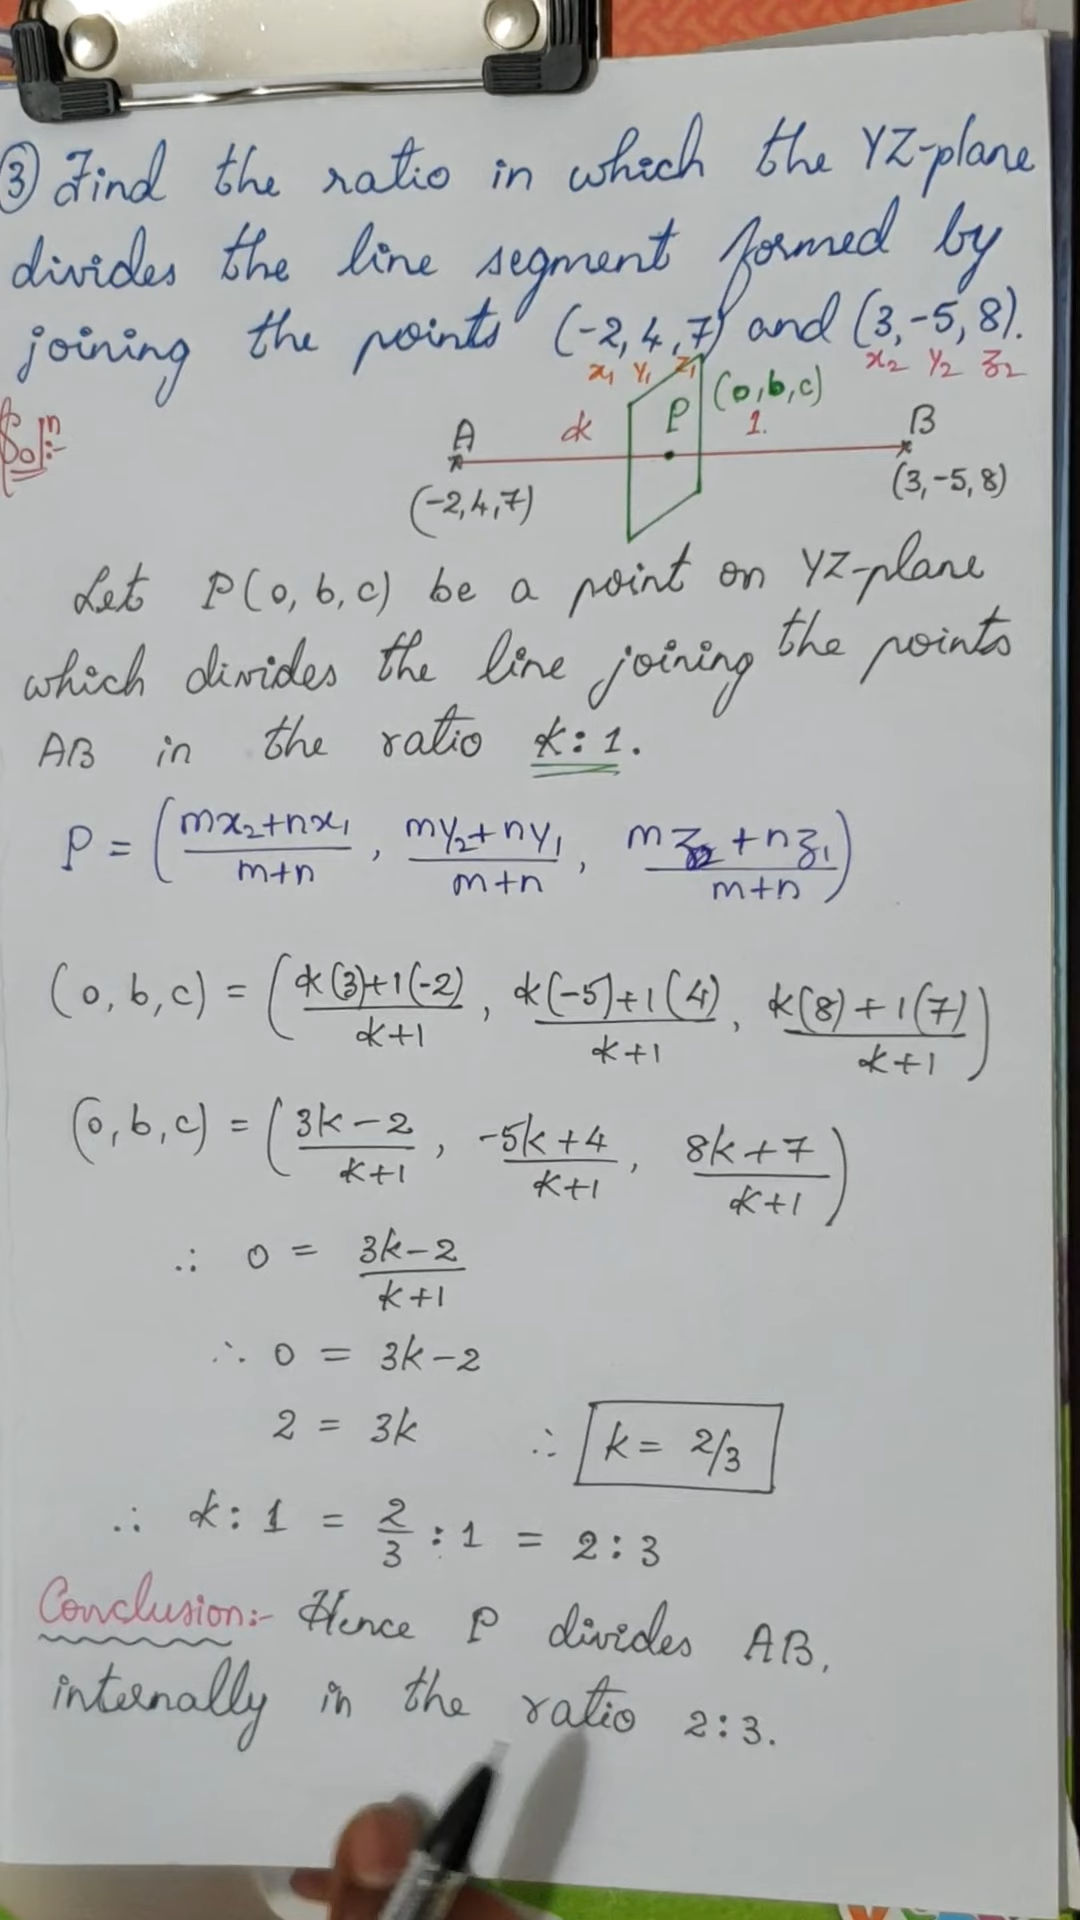 ③ Find the ratio in which the YZ-plane
divides the line segment formed by
joining the points (-2, 4, 7) and (3, -5, 8).
x₁ y₁ z₁ x₂ y₂ z₂
Solⁿ:-
A k P (0, b, c) 1. B
(-2, 4, 7) (3, -5, 8)
Let P(0, b, c) be a point on YZ-plane
which divides the line joining the points
AB in the ratio k : 1.
P = ( mx₂+nx₁ / m+n , my₂+ny₁ / m+n , mz₂+nz₁ / m+n )
(0, b, c) = ( k(3)+1(-2) / k+1 , k(-5)+1(4) / k+1 , k(8)+1(7) / k+1 )
(0, b, c) = ( 3k-2 / k+1 , -5k+4 / k+1 , 8k+7 / k+1 )
∴ 0 = 3k-2 / k+1
∴ 0 = 3k-2
2 = 3k ∴ k = 2/3
∴ k : 1 = 2/3 : 1 = 2 : 3
Conclusion:- Hence P divides AB,
internally in the ratio 2 : 3.